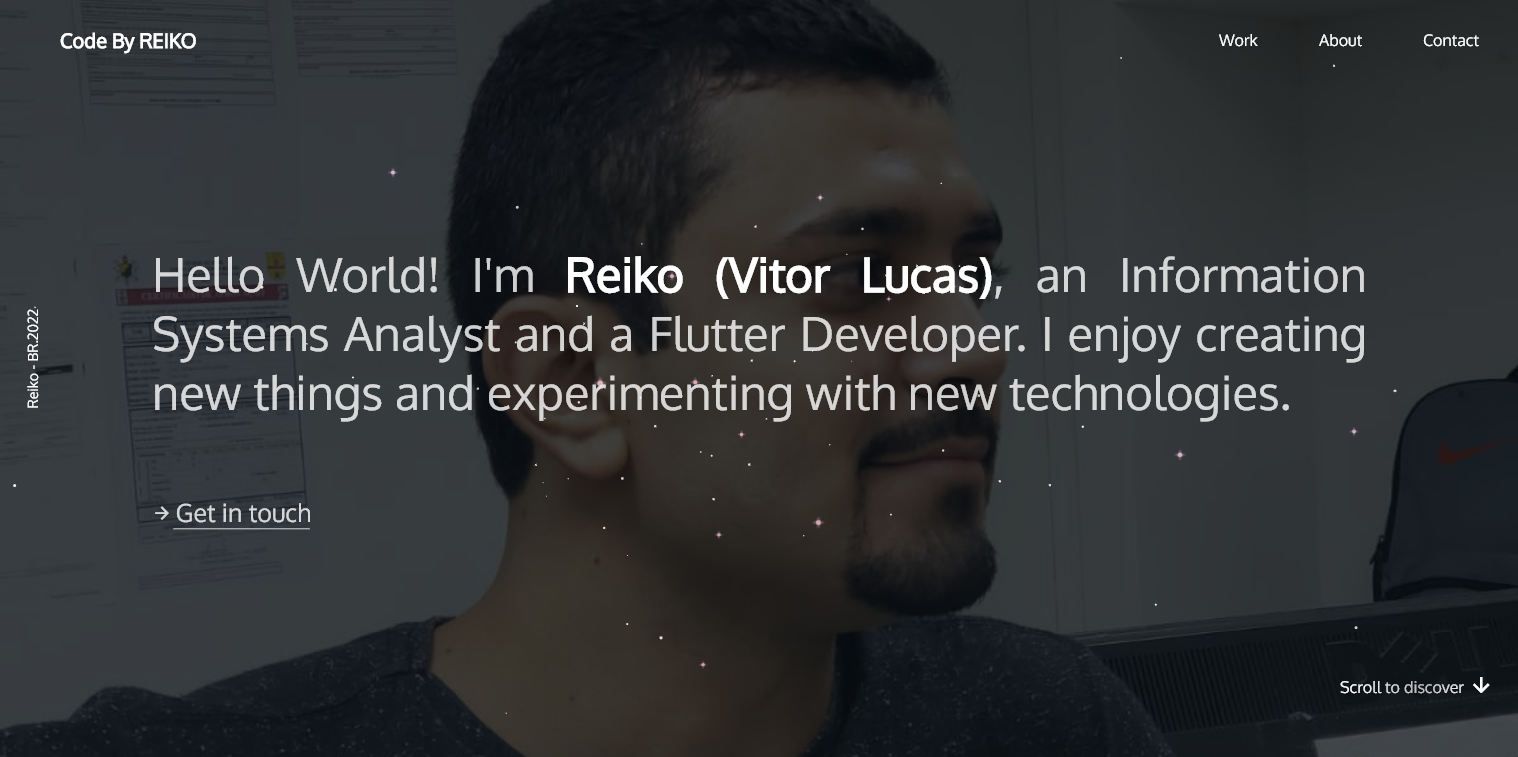 Code By REIKO
Work
About
Contact
Hello World! I'm Reiko (Vitor Lucas), an Information
Systems Analyst and a Flutter Developer. I enjoy creating
new things and experimenting with new technologies.
Reiko - BR.2022.
→ Get in touch
Scroll to discover ↓